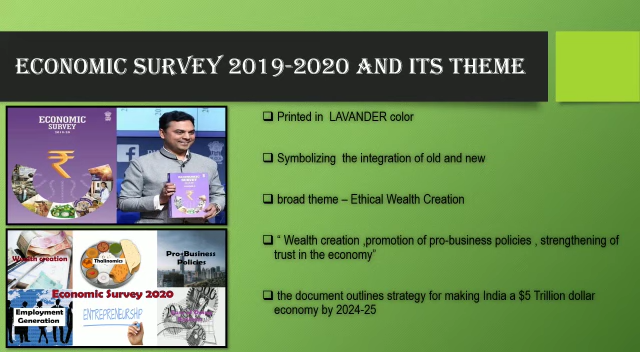 ECONOMIC SURVEY 2019-2020 AND ITS THEME
ECONOMIC
SURVEY
2019-20
Printed in LAVANDER color
Symbolizing the integration of old and new
broad theme – Ethical Wealth Creation
“ Wealth creation ,promotion of pro-business policies , strengthening of
trust in the economy”
the document outlines strategy for making India a $5 Trillion dollar
economy by 2024-25
Wealth creation
Thalinomics
Pro-Business
Policies
Economic Survey 2020
Employment
Generation
ENTREPRENEURSHIP